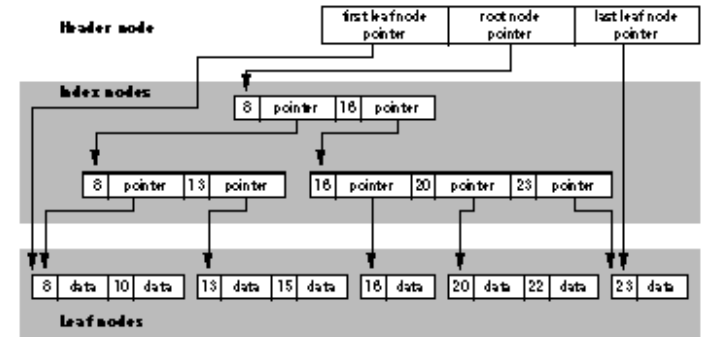 Header node
first leaf node pointer
root node pointer
last leaf node pointer
Index nodes
8 pointer 16 pointer
8 pointer 13 pointer
16 pointer 20 pointer 23 pointer
8 data 10 data
13 data 15 data
16 data
20 data 22 data
23 data
Leaf nodes